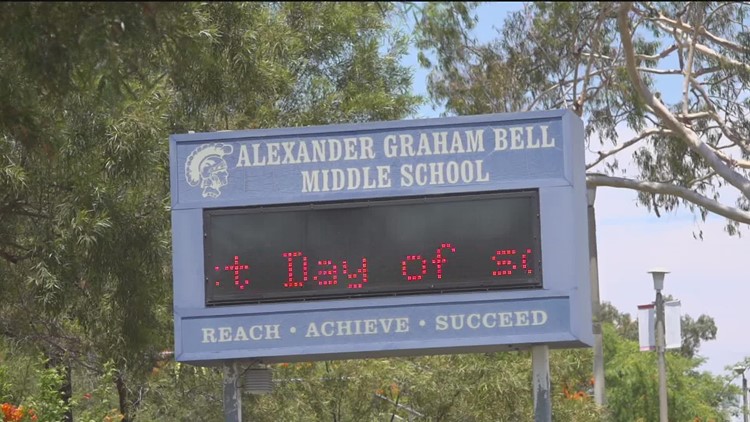 ALEXANDER GRAHAM BELL
MIDDLE SCHOOL
t Day of s
REACH · ACHIEVE · SUCCEED